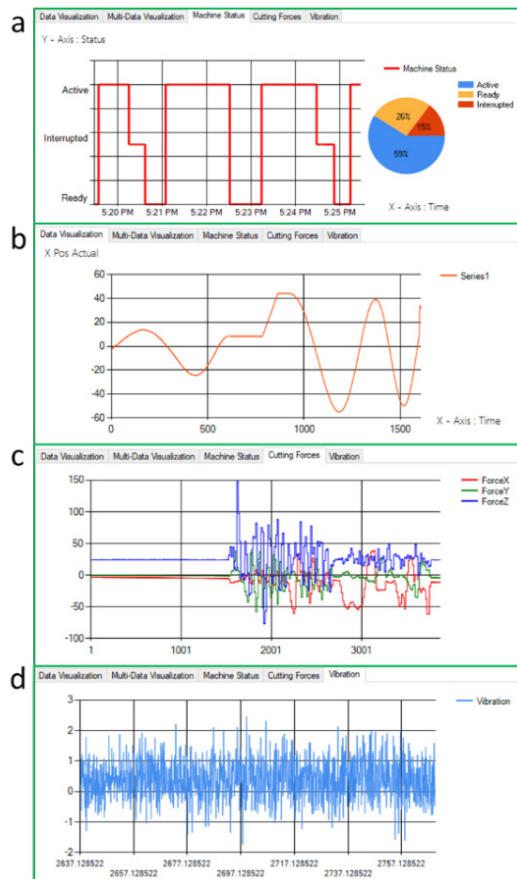 a
Data Visualization Multi-Data Visualization Machine Status Cutting Forces Vibration
Y - Axis : Status
Active
Interrupted
Ready
5:20 PM 5:21 PM 5:22 PM 5:23 PM 5:24 PM 5:25 PM
Machine Status
Active
Ready
Interrupted
26%
15%
59%
X - Axis : Time
b
Data Visualization Multi-Data Visualization Machine Status Cutting Forces Vibration
X Pos Actual
60
40
20
0
-20
-40
-60
0 500 1000 1500
Series1
X - Axis : Time
c
Data Visualization Multi-Data Visualization Machine Status Cutting Forces Vibration
150
100
50
0
-50
-100
1 1001 2001 3001
ForceX
ForceY
ForceZ
d
Data Visualization Multi-Data Visualization Machine Status Cutting Forces Vibration
3
2
1
0
-1
-2
2637.128522 2677.128522 2717.128522 2757.128522
2657.128522 2697.128522 2737.128522
Vibration